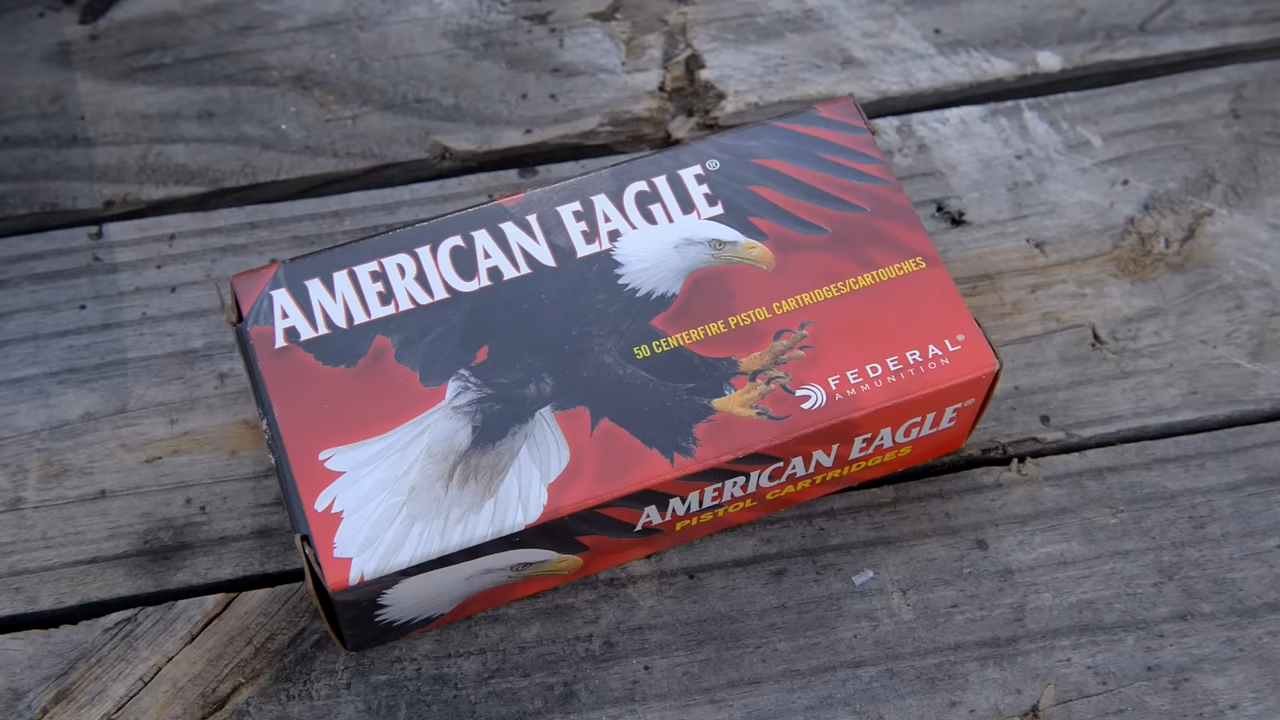 AMERICAN EAGLE®
50 CENTERFIRE PISTOL CARTRIDGES/CARTOUCHES
FEDERAL®
AMMUNITION
AMERICAN EAGLE®
PISTOL CARTRIDGES